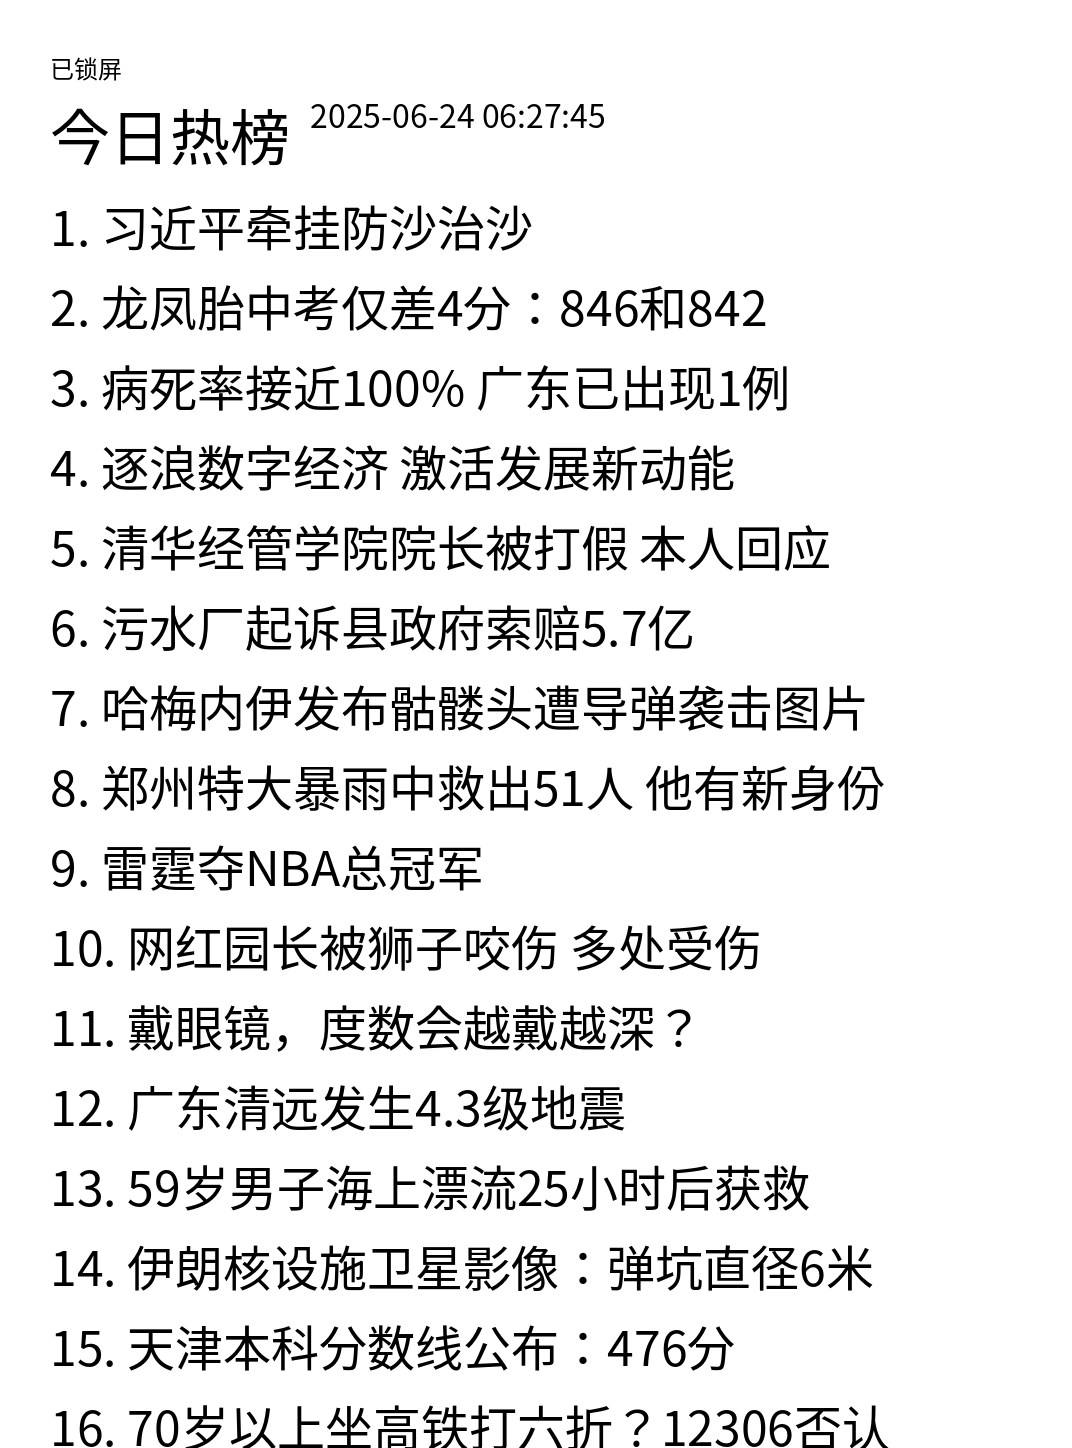 已锁屏
今日热榜 2025-06-24 06:27:45
1. 习近平牵挂防沙治沙
2. 龙凤胎中考仅差4分：846和842
3. 病死率接近100% 广东已出现1例
4. 逐浪数字经济 激活发展新动能
5. 清华经管学院院长被打假 本人回应
6. 污水厂起诉县政府索赔5.7亿
7. 哈梅内伊发布骷髅头遭导弹袭击图片
8. 郑州特大暴雨中救出51人 他有新身份
9. 雷霆夺NBA总冠军
10. 网红园长被狮子咬伤 多处受伤
11. 戴眼镜，度数会越戴越深？
12. 广东清远发生4.3级地震
13. 59岁男子海上漂流25小时后获救
14. 伊朗核设施卫星影像：弹坑直径6米
15. 天津本科分数线公布：476分
16. 70岁以上坐高铁打六折？12306否认